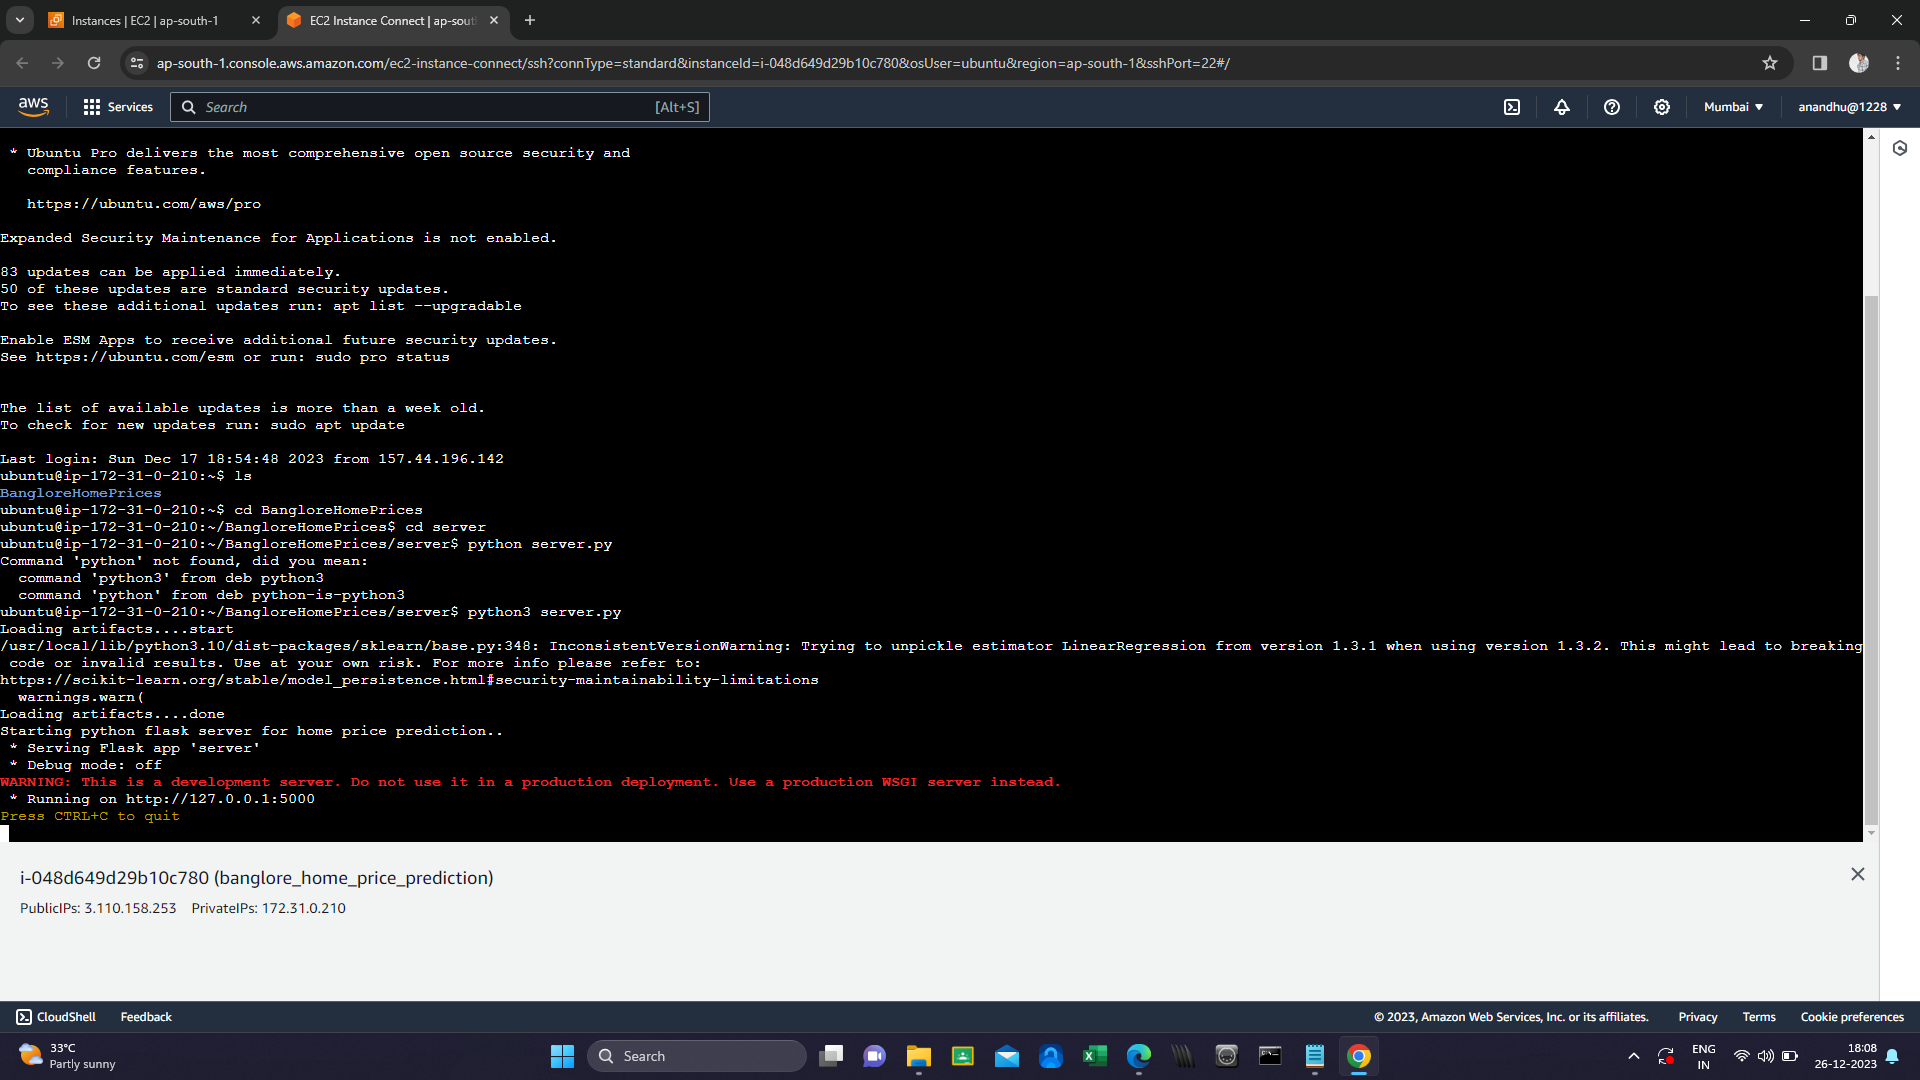 Instances | EC2 | ap-south-1
EC2 Instance Connect | ap-sout
ap-south-1.console.aws.amazon.com/ec2-instance-connect/ssh?connType=standard&instanceId=i-048d649d29b10c780&osUser=ubuntu&region=ap-south-1&sshPort=22#/
aws
Services
Search
[Alt+S]
Mumbai
anandhu@1228
* Ubuntu Pro delivers the most comprehensive open source security and
compliance features.
https://ubuntu.com/aws/pro
Expanded Security Maintenance for Applications is not enabled.
83 updates can be applied immediately.
50 of these updates are standard security updates.
To see these additional updates run: apt list --upgradable
Enable ESM Apps to receive additional future security updates.
See https://ubuntu.com/esm or run: sudo pro status
The list of available updates is more than a week old.
To check for new updates run: sudo apt update
Last login: Sun Dec 17 18:54:48 2023 from 157.44.196.142
ubuntu@ip-172-31-0-210:~$ ls
BangloreHomePrices
ubuntu@ip-172-31-0-210:~$ cd BangloreHomePrices
ubuntu@ip-172-31-0-210:~/BangloreHomePrices$ cd server
ubuntu@ip-172-31-0-210:~/BangloreHomePrices/server$ python server.py
Command 'python' not found, did you mean:
command 'python3' from deb python3
command 'python' from deb python-is-python3
ubuntu@ip-172-31-0-210:~/BangloreHomePrices/server$ python3 server.py
Loading artifacts....start
/usr/local/lib/python3.10/dist-packages/sklearn/base.py:348: InconsistentVersionWarning: Trying to unpickle estimator LinearRegression from version 1.3.1 when using version 1.3.2. This might lead to breaking
code or invalid results. Use at your own risk. For more info please refer to:
https://scikit-learn.org/stable/model_persistence.html#security-maintainability-limitations
warnings.warn(
Loading artifacts....done
Starting python flask server for home price prediction..
* Serving Flask app 'server'
* Debug mode: off
WARNING: This is a development server. Do not use it in a production deployment. Use a production WSGI server instead.
* Running on http://127.0.0.1:5000
Press CTRL+C to quit
i-048d649d29b10c780 (banglore_home_price_prediction)
PublicIPs: 3.110.158.253 PrivateIPs: 172.31.0.210
CloudShell
Feedback
© 2023, Amazon Web Services, Inc. or its affiliates.
Privacy
Terms
Cookie preferences
33°C
Partly sunny
Search
ENG
IN
18:08
26-12-2023